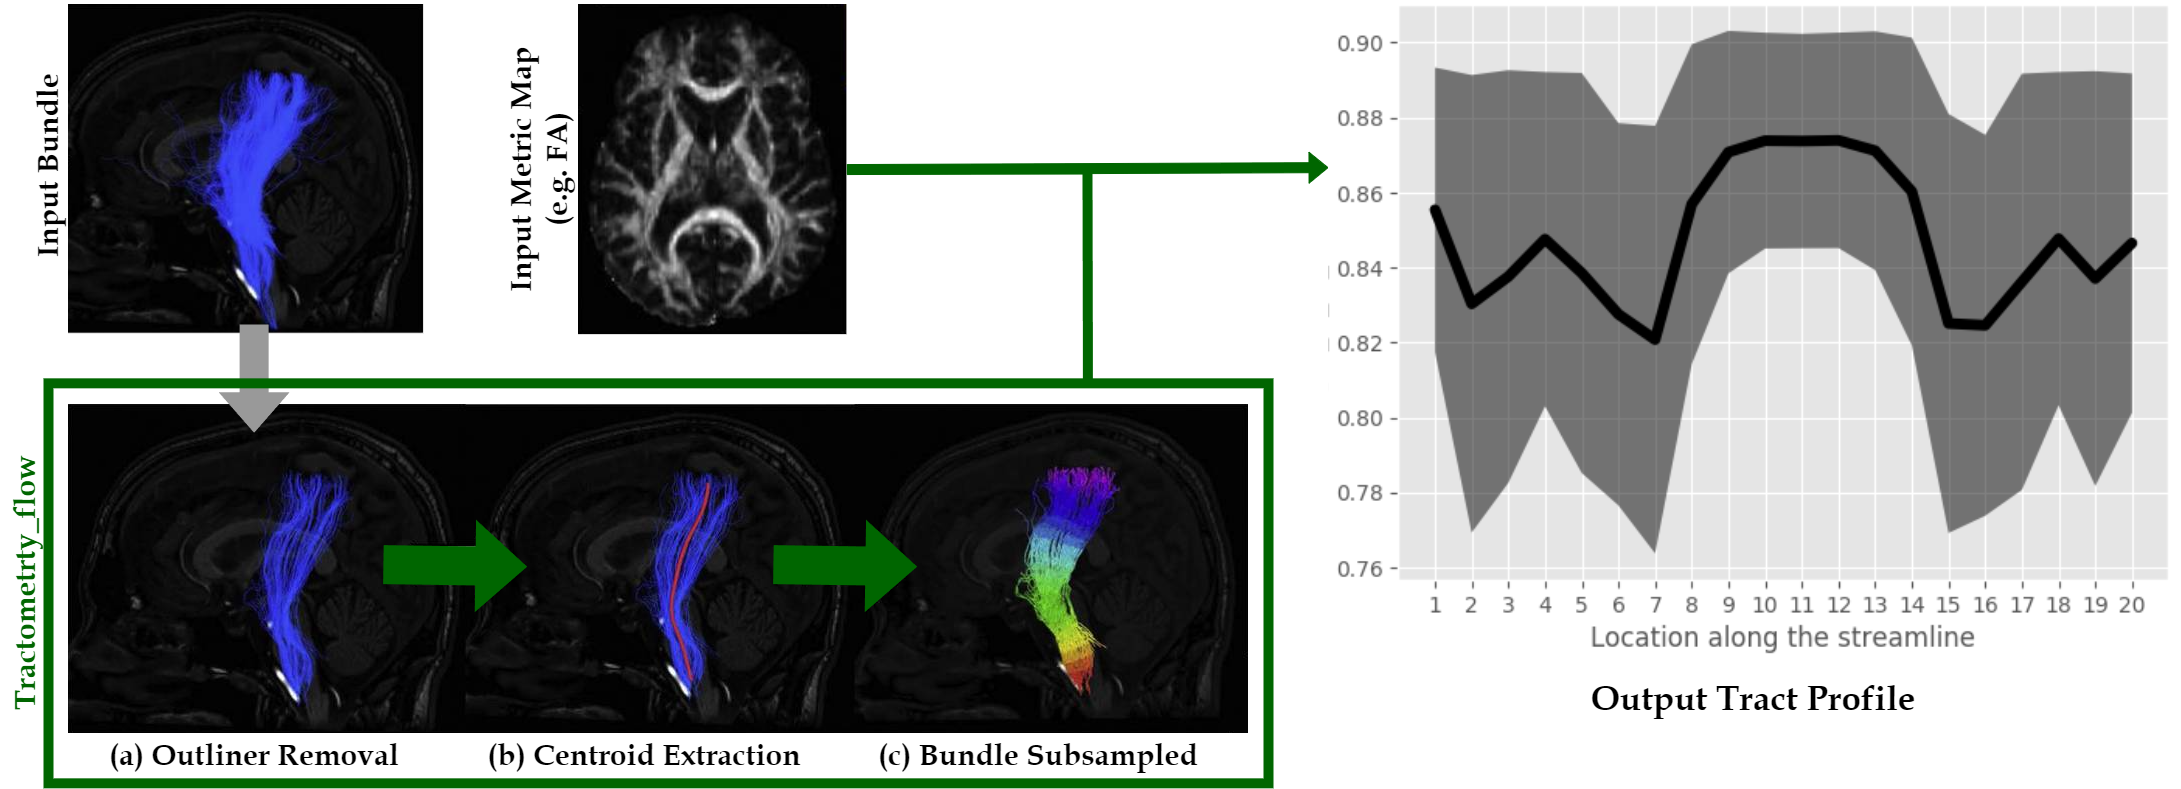 Input Bundle
Input Metric Map
(e.g. FA)
Tractometry_flow
(a) Outliner Removal
(b) Centroid Extraction
(c) Bundle Subsampled
0.90
0.88
0.86
0.84
0.82
0.80
0.78
0.76
1 2 3 4 5 6 7 8 9 10 11 12 13 14 15 16 17 18 19 20
Location along the streamline
Output Tract Profile